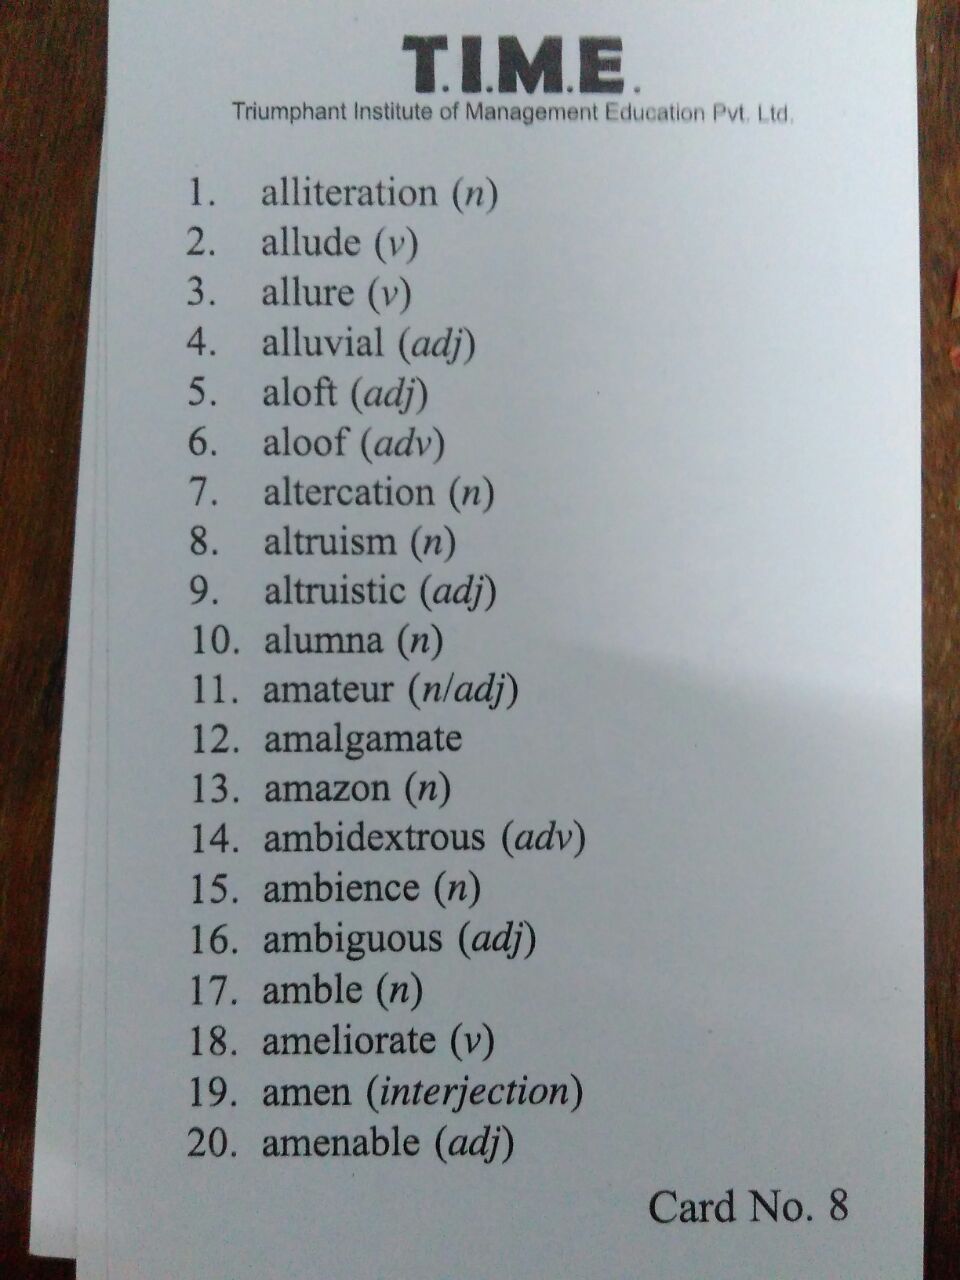 T.I.M.E.
Triumphant Institute of Management Education Pvt. Ltd.
1. alliteration (n)
2. allude (v)
3. allure (v)
4. alluvial (adj)
5. aloft (adj)
6. aloof (adv)
7. altercation (n)
8. altruism (n)
9. altruistic (adj)
10. alumna (n)
11. amateur (n/adj)
12. amalgamate
13. amazon (n)
14. ambidextrous (adv)
15. ambience (n)
16. ambiguous (adj)
17. amble (n)
18. ameliorate (v)
19. amen (interjection)
20. amenable (adj)
Card No. 8